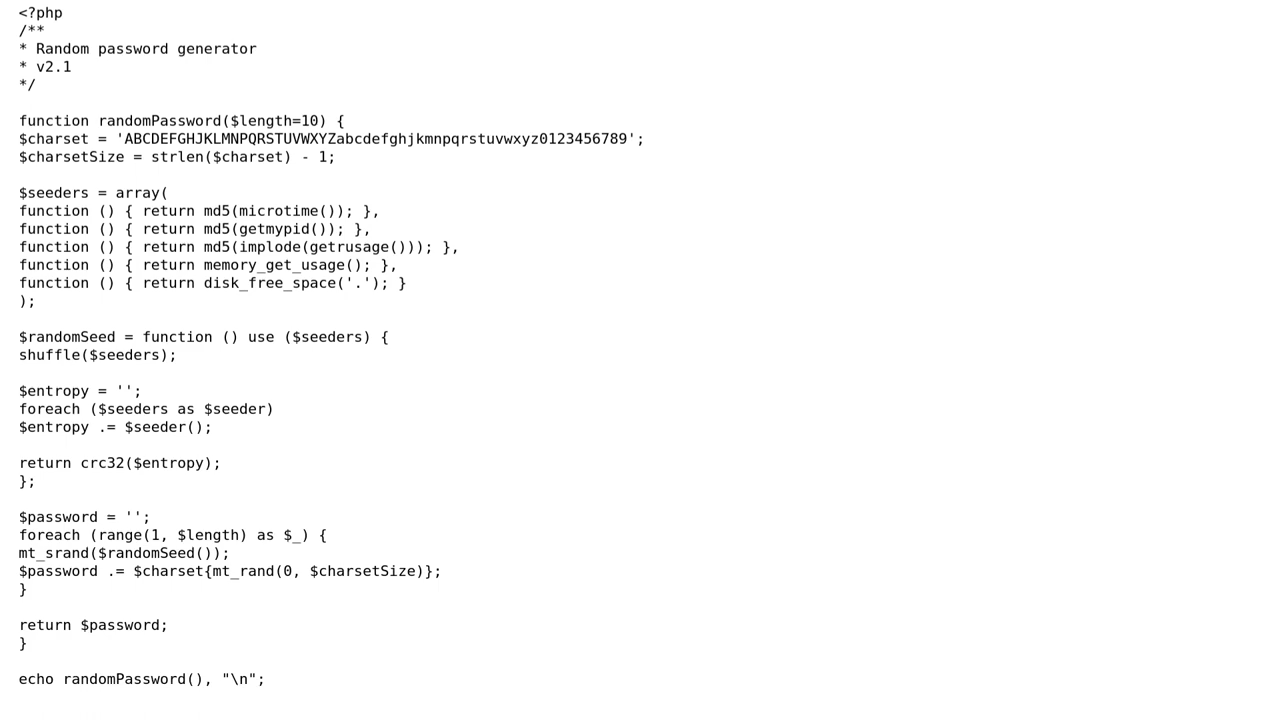 <?php
/**
* Random password generator
* v2.1
*/
function randomPassword($length=10) {
$charset = 'ABCDEFGHJKLMNPQRSTUVWXYZabcdefghjkmnpqrstuvwxyz0123456789';
$charsetSize = strlen($charset) - 1;
$seeders = array(
function () { return md5(microtime()); },
function () { return md5(getmypid()); },
function () { return md5(implode(getrusage())); },
function () { return memory_get_usage(); },
function () { return disk_free_space('.'); }
);
$randomSeed = function () use ($seeders) {
shuffle($seeders);
$entropy = '';
foreach ($seeders as $seeder)
$entropy .= $seeder();
return crc32($entropy);
};
$password = '';
foreach (range(1, $length) as $_) {
mt_srand($randomSeed());
$password .= $charset{mt_rand(0, $charsetSize)};
}
return $password;
}
echo randomPassword(), "\n";